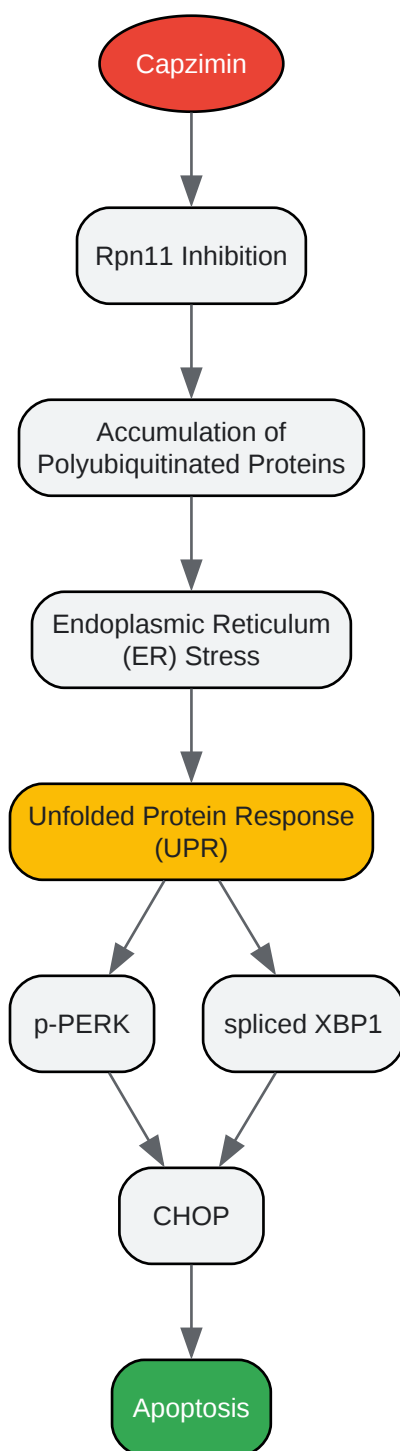 Capzimin
Rpn11 Inhibition
Accumulation of
Polyubiquitinated Proteins
Endoplasmic Reticulum
(ER) Stress
Unfolded Protein Response
(UPR)
p-PERK
spliced XBP1
CHOP
Apoptosis